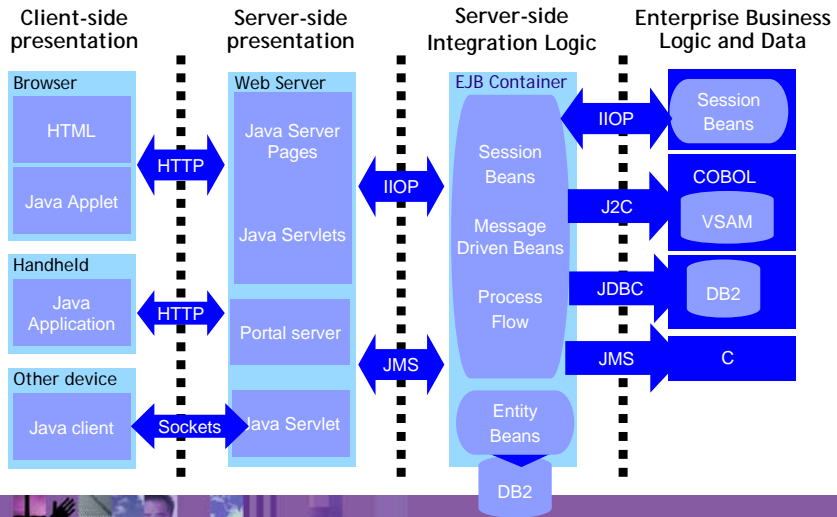 Client-side
presentation
Server-side
presentation
Server-side
Integration Logic
Enterprise Business
Logic and Data
Browser
HTML
Java Applet
Handheld
Java
Application
Other device
Java client
HTTP
HTTP
Sockets
Web Server
Java Server
Pages
Java Servlets
Portal server
Java Servlet
IIOP
JMS
EJB Container
Session
Beans
Message
Driven Beans
Process
Flow
Entity
Beans
DB2
IIOP
J2C
JDBC
JMS
Session
Beans
COBOL
VSAM
DB2
C